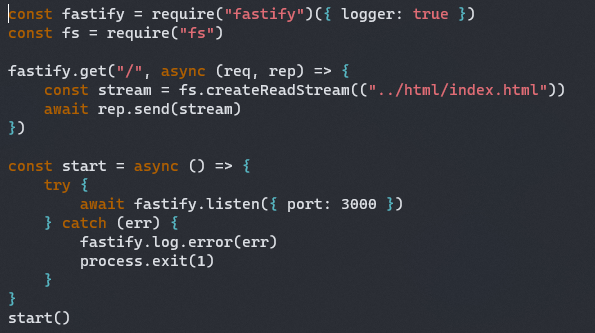 const fastify = require("fastify")({ logger: true })
const fs = require("fs")

fastify.get("/", async (req, rep) => {
    const stream = fs.createReadStream(("../html/index.html"))
    await rep.send(stream)
})

const start = async () => {
    try {
        await fastify.listen({ port: 3000 })
    } catch (err) {
        fastify.log.error(err)
        process.exit(1)
    }
}
start()